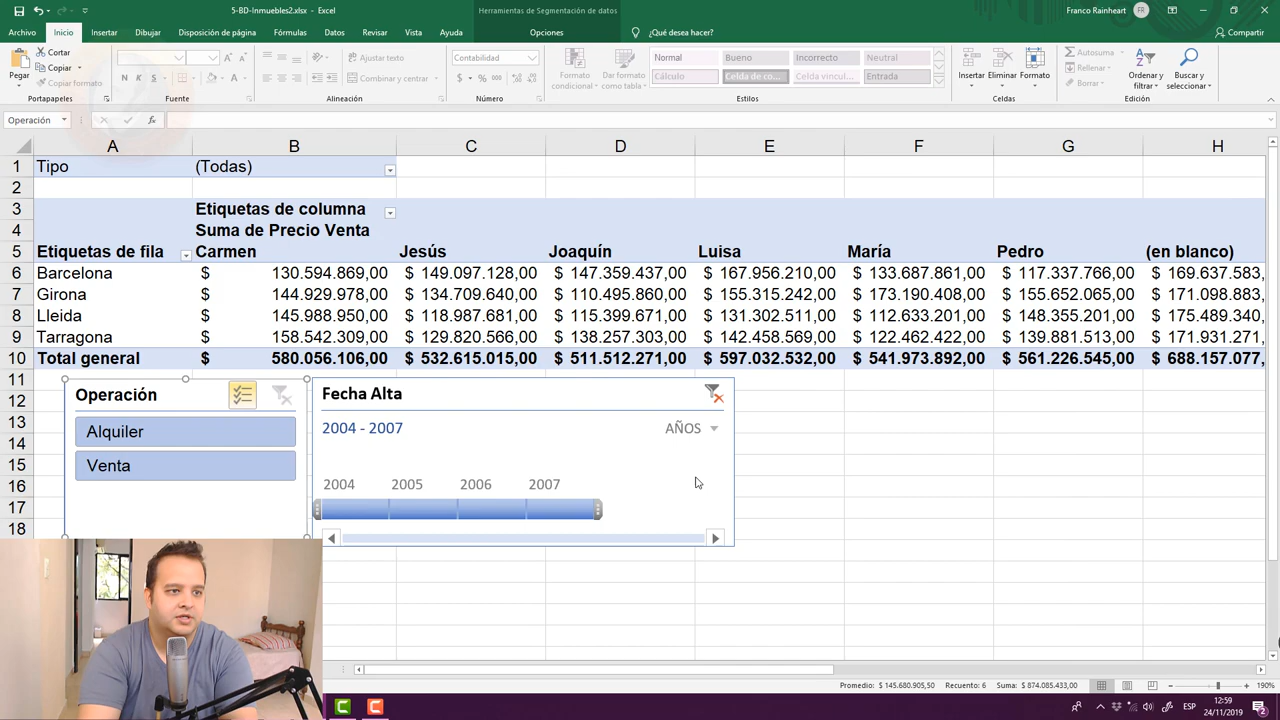 5-BD-Inmuebles2.xlsx - Excel
Herramientas de Segmentación de datos
Franco Rainheart
FR
Archivo Inicio Insertar Dibujar Disposición de página Fórmulas Datos Revisar Vista Ayuda Opciones ¿Qué desea hacer? Compartir
Pegar
Cortar
Copiar
Copiar formato
Portapapeles
N K S
Fuente
Ajustar texto
Combinar y centrar
Alineación
Contabilidad
$ % 000
Número
Formato condicional
Dar formato como tabla
Normal Bueno Incorrecto Neutral
Cálculo Celda de co... Celda vincul... Entrada
Estilos
Insertar Eliminar Formato
Celdas
Autosuma
Rellenar
Borrar
Ordenar y filtrar
Buscar y seleccionar
Edición
Operación fx
A B C D E F G H
1 Tipo (Todas)
2
3 Etiquetas de columna
4 Suma de Precio Venta
5 Etiquetas de fila Carmen Jesús Joaquín Luisa María Pedro (en blanco)
6 Barcelona $ 130.594.869,00 $ 149.097.128,00 $ 147.359.437,00 $ 167.956.210,00 $ 133.687.861,00 $ 117.337.766,00 $ 169.637.583,
7 Girona $ 144.929.978,00 $ 134.709.640,00 $ 110.495.860,00 $ 155.315.242,00 $ 173.190.408,00 $ 155.652.065,00 $ 171.098.883,
8 Lleida $ 145.988.950,00 $ 118.987.681,00 $ 115.399.671,00 $ 131.302.511,00 $ 112.633.201,00 $ 148.355.201,00 $ 175.489.340,
9 Tarragona $ 158.542.309,00 $ 129.820.566,00 $ 138.257.303,00 $ 142.458.569,00 $ 122.462.422,00 $ 139.881.513,00 $ 171.931.271,
10 Total general $ 580.056.106,00 $ 532.615.015,00 $ 511.512.271,00 $ 597.032.532,00 $ 541.973.892,00 $ 561.226.545,00 $ 688.157.077,
11
12
13
14
15
16
17
18
Operación
Alquiler
Venta
Fecha Alta
2004 - 2007 AÑOS
2004 2005 2006 2007
Promedio: $ 145.680.905,50 Recuento: 6 Suma: $ 874.085.433,00 190%
ESP
12:59
24/11/2019
2